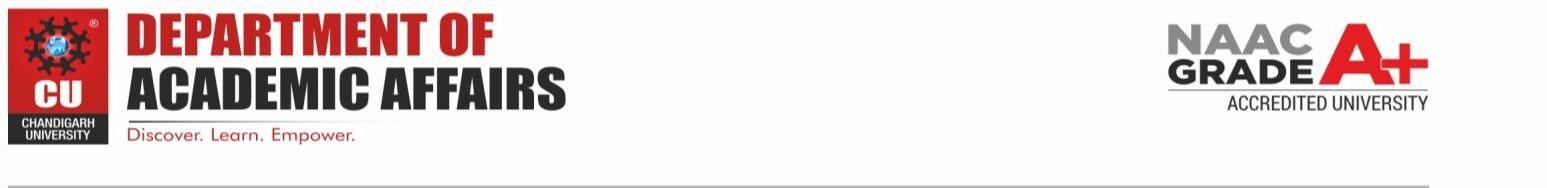 ®
CU
CHANDIGARH
UNIVERSITY
DEPARTMENT OF
ACADEMIC AFFAIRS
Discover. Learn. Empower.
NAAC
GRADE A+
ACCREDITED UNIVERSITY